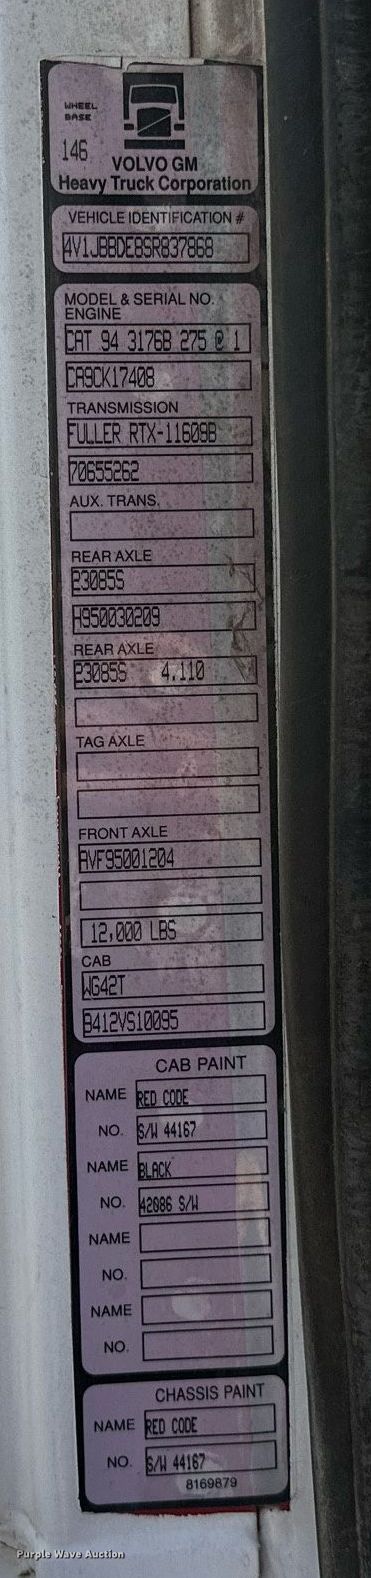 WHEEL
BASE
146
VOLVO GM
Heavy Truck Corporation
VEHICLE IDENTIFICATION #
4V1JBBDE8SR837868
MODEL & SERIAL NO.
ENGINE
CAT 94 3176B 275 @ 1
CA9CK17408
TRANSMISSION
FULLER RTX-11609B
70655262
AUX. TRANS.
REAR AXLE
23085S
H950030209
REAR AXLE
23085S 4.110
TAG AXLE
FRONT AXLE
AVF95001204
12,000 LBS
CAB
WG42T
B412VS10095
CAB PAINT
NAME RED CODE
NO. S/W 44167
NAME BLACK
NO. 42086 S/W
NAME
NO.
NAME
NO.
CHASSIS PAINT
NAME RED CODE
NO. S/W 44167
8169879
Purple Wave Auction